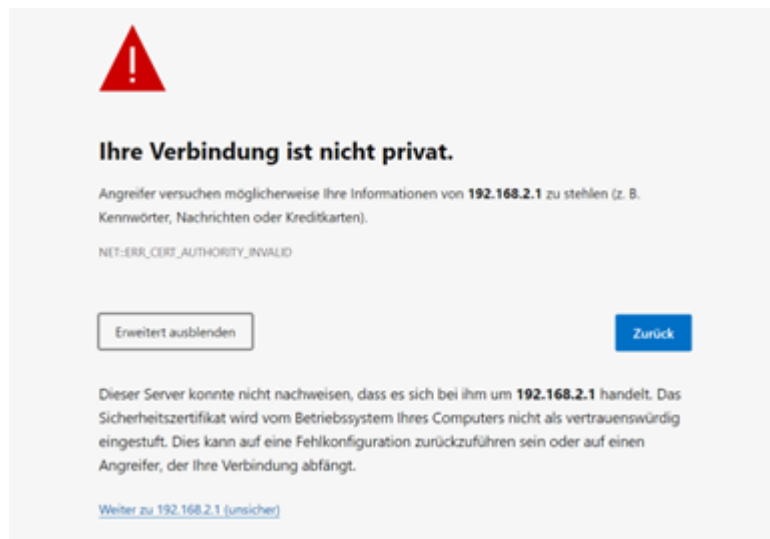 Ihre Verbindung ist nicht privat.
Angreifer versuchen möglicherweise Ihre Informationen von 192.168.2.1 zu stehlen (z. B.
Kennwörter, Nachrichten oder Kreditkarten).
NET::ERR_CERT_AUTHORITY_INVALID
Erweitert ausblenden
Zurück
Dieser Server konnte nicht nachweisen, dass es sich bei ihm um 192.168.2.1 handelt. Das
Sicherheitszertifikat wird vom Betriebssystem Ihres Computers nicht als vertrauenswürdig
eingestuft. Dies kann auf eine Fehlkonfiguration zurückzuführen sein oder auf einen
Angreifer, der Ihre Verbindung abfängt.
Weiter zu 192.168.2.1 (unsicher)